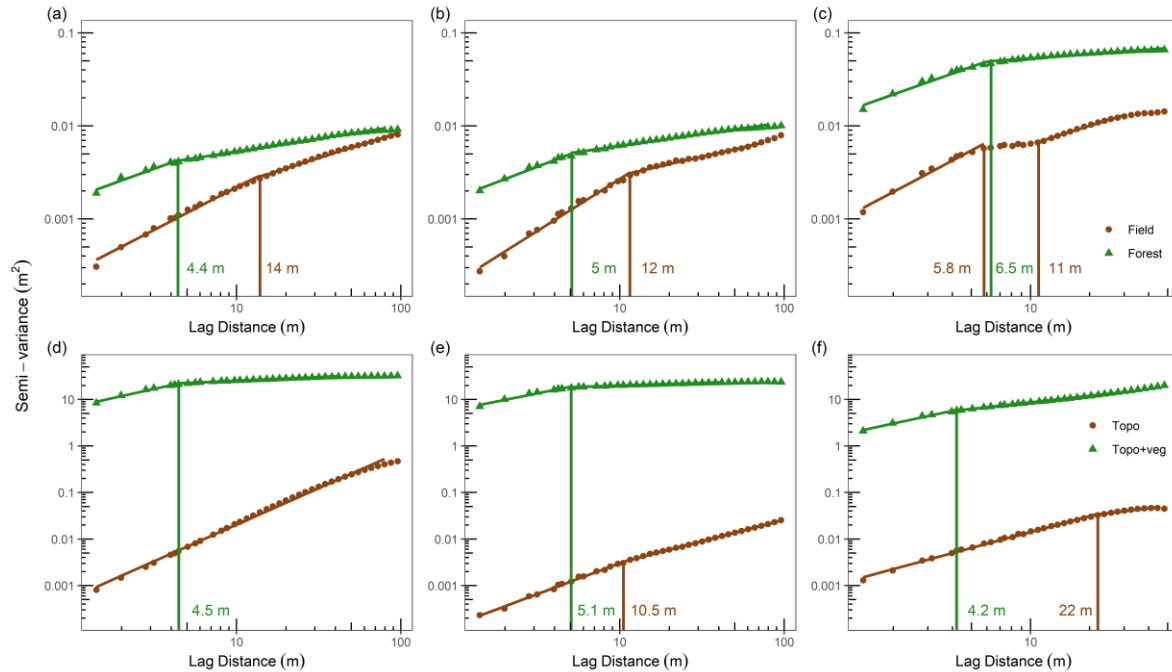 (a)
(b)
(c)
0.1
0.01
0.001
4.4 m
14 m
10
100
Lag Distance (m)
0.1
0.01
0.001
5 m
12 m
10
100
Lag Distance (m)
0.1
0.01
0.001
Field
Forest
5.8 m
6.5 m
11 m
10
Lag Distance (m)
Semi − variance (m²)
(d)
(e)
(f)
10
1
0.1
0.01
0.001
4.5 m
10
100
Lag Distance (m)
10
1
0.1
0.01
0.001
5.1 m
10.5 m
10
100
Lag Distance (m)
10
1
0.1
0.01
0.001
Topo
Topo+veg
4.2 m
22 m
10
Lag Distance (m)